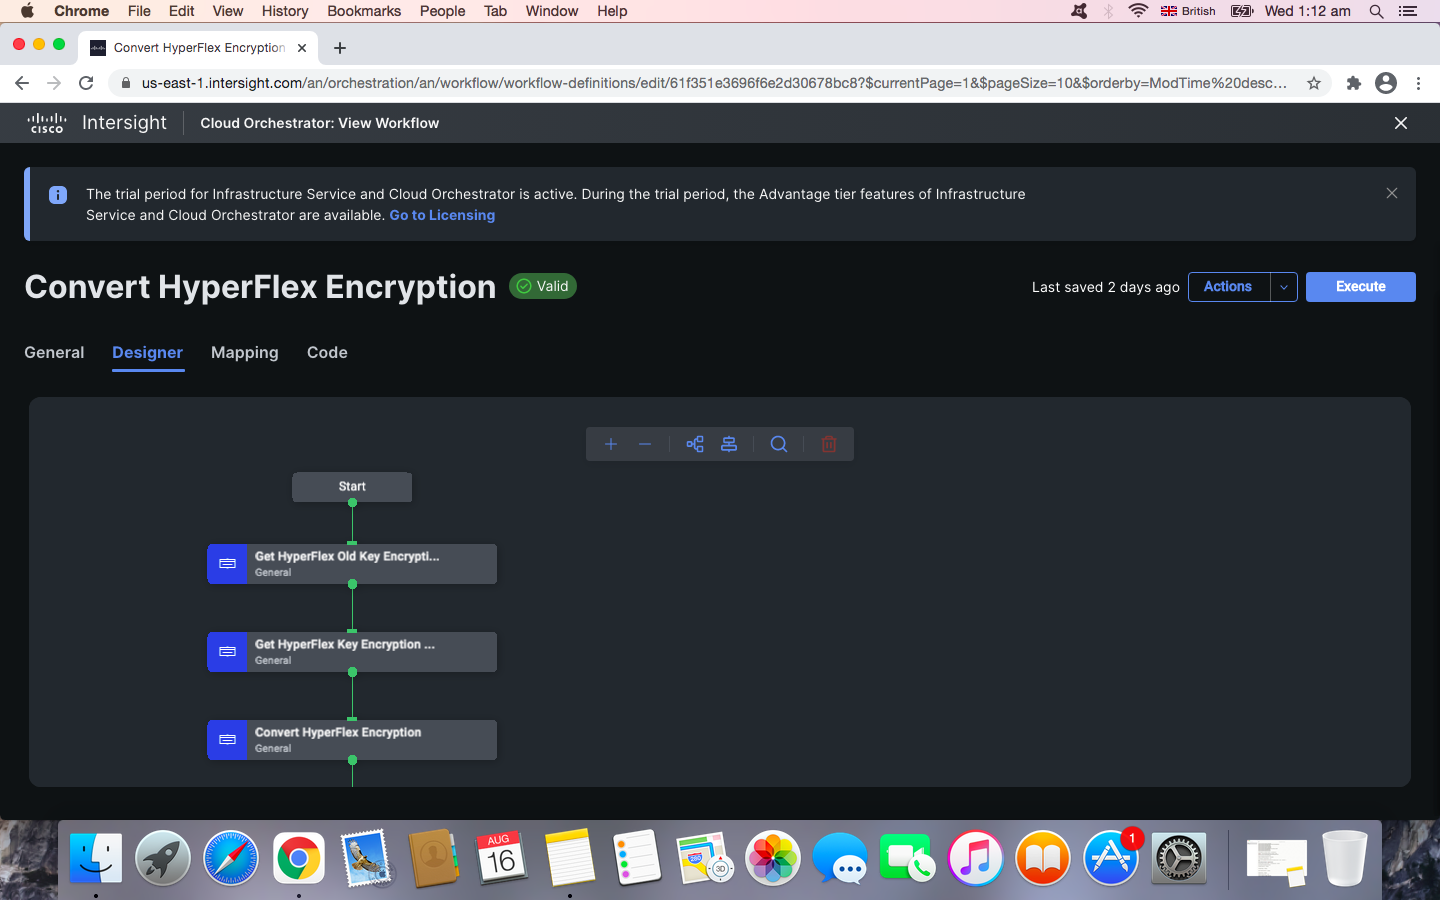 Chrome File Edit View History Bookmarks People Tab Window Help British Wed 1:12 am
Convert HyperFlex Encryption
us-east-1.intersight.com/an/orchestration/an/workflow/workflow-definitions/edit/61f351e3696f6e2d30678bc8?$currentPage=1&$pageSize=10&$orderby=ModTime%20desc...
CISCO Intersight Cloud Orchestrator: View Workflow
The trial period for Infrastructure Service and Cloud Orchestrator is active. During the trial period, the Advantage tier features of Infrastructure
Service and Cloud Orchestrator are available. Go to Licensing
Convert HyperFlex Encryption Valid Last saved 2 days ago Actions Execute
General Designer Mapping Code
Start
Get HyperFlex Old Key Encrypti...
General
Get HyperFlex Key Encryption ...
General
Convert HyperFlex Encryption
General
AUG
16
280
3D
1